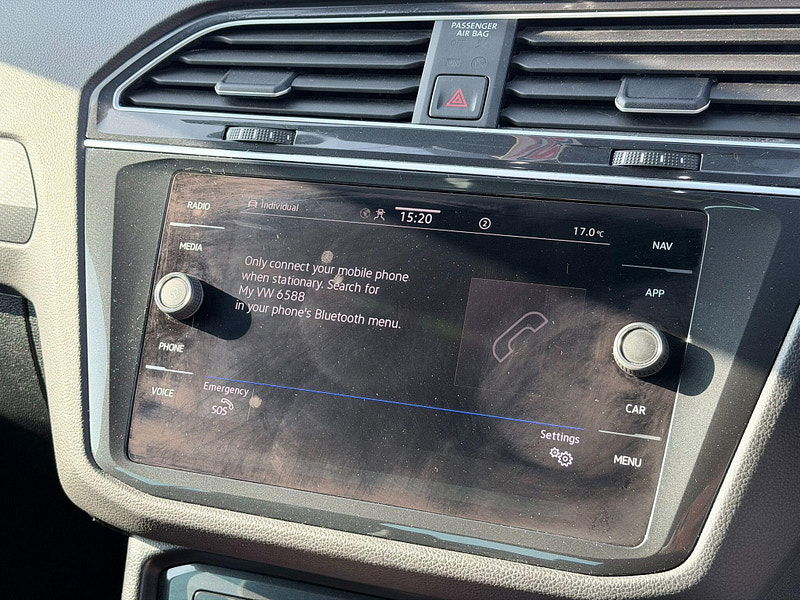 PASSENGER
AIR BAG
RADIO
Individual
15:20
2
17.0°C
NAV
MEDIA
APP
Only connect your mobile phone
when stationary. Search for
My VW 6588
in your phone's Bluetooth menu.
PHONE
VOICE
Emergency
SOS
CAR
Settings
MENU